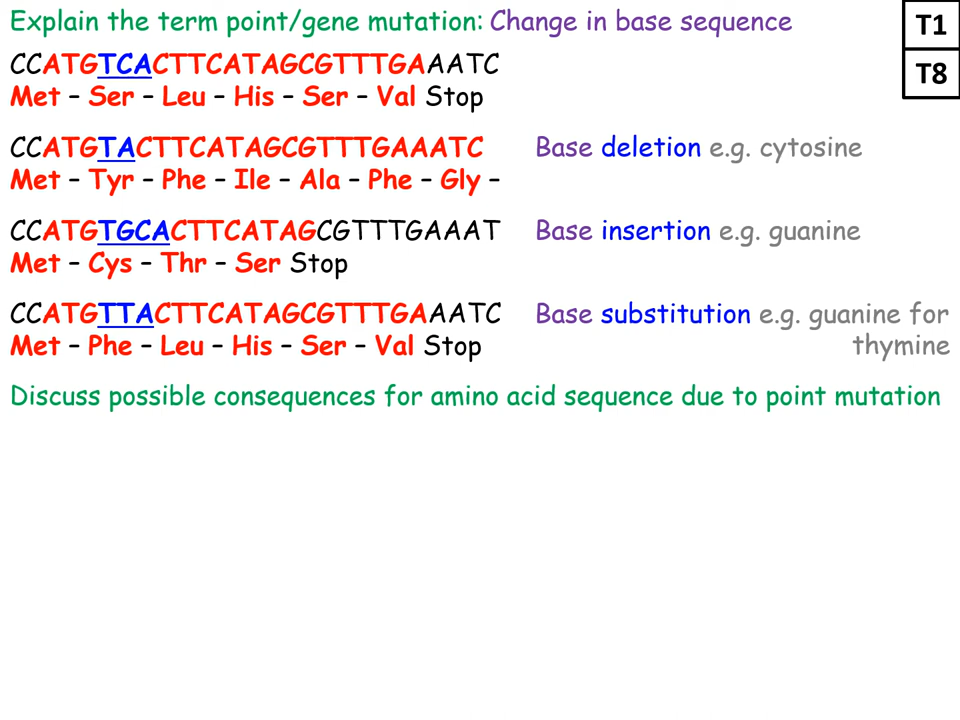 Explain the term point/gene mutation: Change in base sequence
T1
T8
CCATGTCACTTCATAGCGTTTGAAATC
Met – Ser – Leu – His – Ser – Val Stop
CCATGTACTTCATAGCGTTTGAAATC Base deletion e.g. cytosine
Met – Tyr – Phe – Ile – Ala – Phe – Gly –
CCATGTGCACTTCATAGCGTTTGAAAT Base insertion e.g. guanine
Met – Cys – Thr – Ser Stop
CCATGTTACTTCATAGCGTTTGAAATC Base substitution e.g. guanine for
Met – Phe – Leu – His – Ser – Val Stop thymine
Discuss possible consequences for amino acid sequence due to point mutation